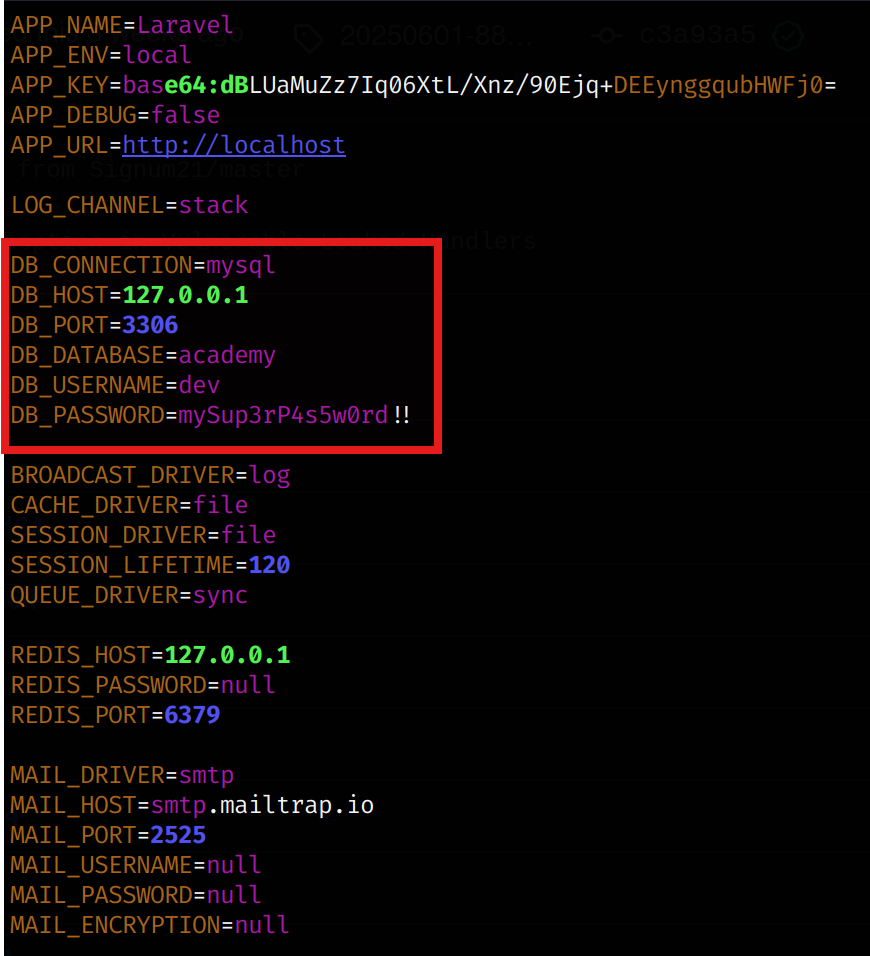 APP_NAME=Laravel
APP_ENV=local
APP_KEY=base64:dBLUaMuZz7Iq06XtL/Xnz/90Ejq+DEEynggqubHWFj0=
APP_DEBUG=false
APP_URL=http://localhost
LOG_CHANNEL=stack
DB_CONNECTION=mysql
DB_HOST=127.0.0.1
DB_PORT=3306
DB_DATABASE=academy
DB_USERNAME=dev
DB_PASSWORD=mySup3rP4s5w0rd!!
BROADCAST_DRIVER=log
CACHE_DRIVER=file
SESSION_DRIVER=file
SESSION_LIFETIME=120
QUEUE_DRIVER=sync
REDIS_HOST=127.0.0.1
REDIS_PASSWORD=null
REDIS_PORT=6379
MAIL_DRIVER=smtp
MAIL_HOST=smtp.mailtrap.io
MAIL_PORT=2525
MAIL_USERNAME=null
MAIL_PASSWORD=null
MAIL_ENCRYPTION=null